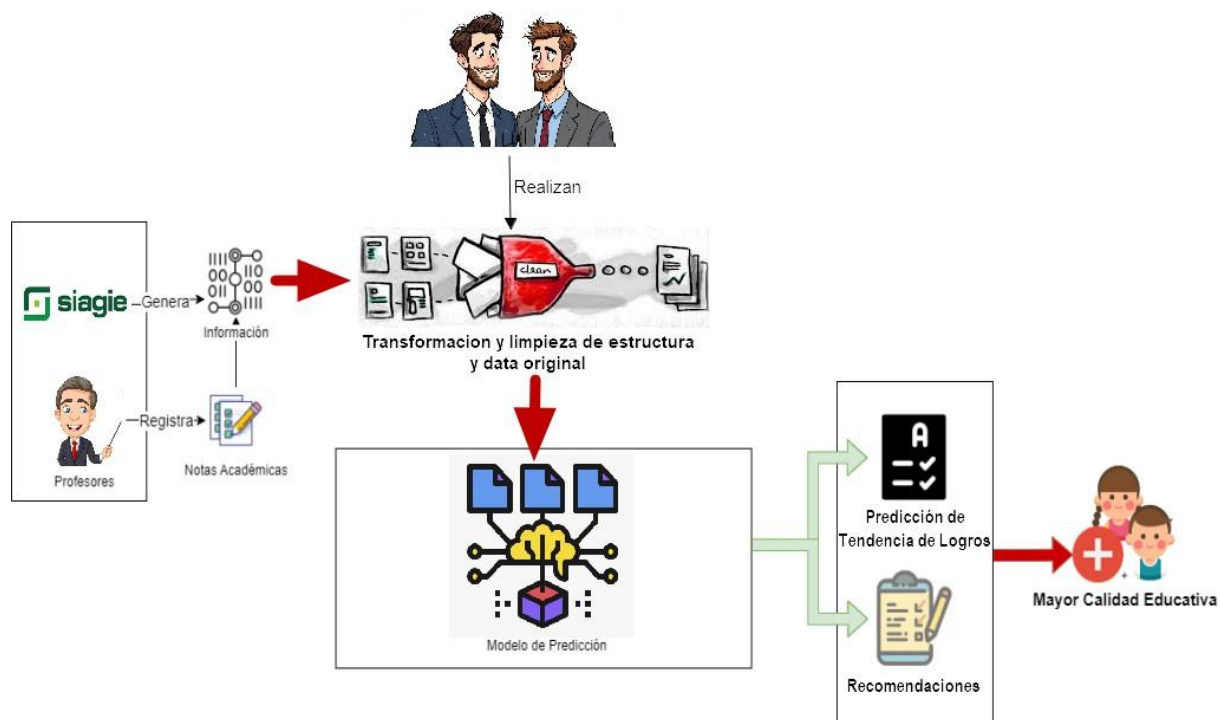 Realizan
clean
siagie
Genera
Información
Transformacion y limpieza de estructura
y data original
Registra
Profesores
Notas Académicas
A
Predicción de
Tendencia de Logros
Mayor Calidad Educativa
Modelo de Predicción
Recomendaciones